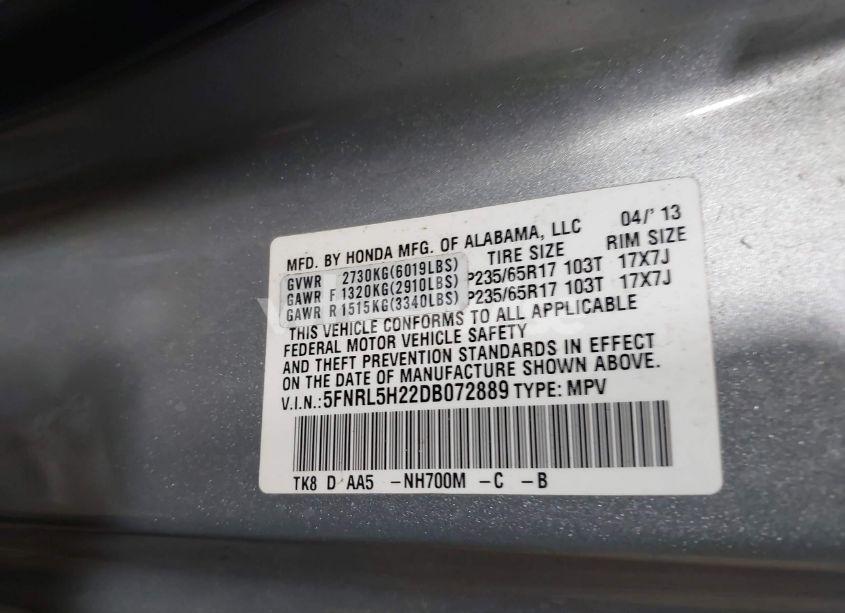 MFD. BY HONDA MFG. OF ALABAMA, LLC 04/'13
TIRE SIZE RIM SIZE
GVWR 2730KG(6019LBS)
GAWR F 1320KG(2910LBS) P235/65R17 103T 17X7J
GAWR R 1515KG(3340LBS) P235/65R17 103T 17X7J
THIS VEHICLE CONFORMS TO ALL APPLICABLE
FEDERAL MOTOR VEHICLE SAFETY
AND THEFT PREVENTION STANDARDS IN EFFECT
ON THE DATE OF MANUFACTURE SHOWN ABOVE.
V.I.N.:5FNRL5H22DB072889 TYPE: MPV
TK8 D AA5 -NH700M -C -B